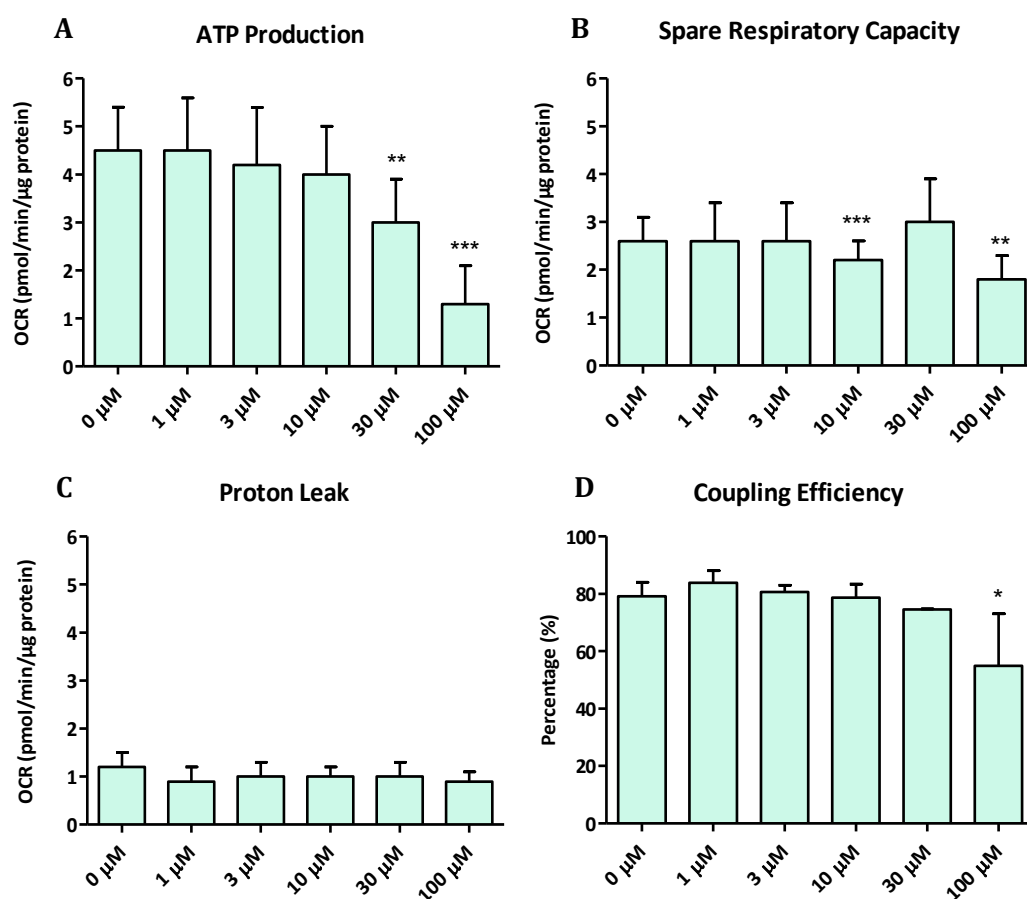 A
ATP Production
OCR (pmol/min/µg protein)
6
5
4
3
2
1
0
**
***
0 µM
1 µM
3 µM
10 µM
30 µM
100 µM
B
Spare Respiratory Capacity
OCR (pmol/min/µg protein)
6
5
4
3
2
1
0
***
**
0 µM
1 µM
3 µM
10 µM
30 µM
100 µM
C
Proton Leak
OCR (pmol/min/µg protein)
6
5
4
3
2
1
0
0 µM
1 µM
3 µM
10 µM
30 µM
100 µM
D
Coupling Efficiency
Percentage (%)
100
80
60
40
20
0
*
0 µM
1 µM
3 µM
10 µM
30 µM
100 µM